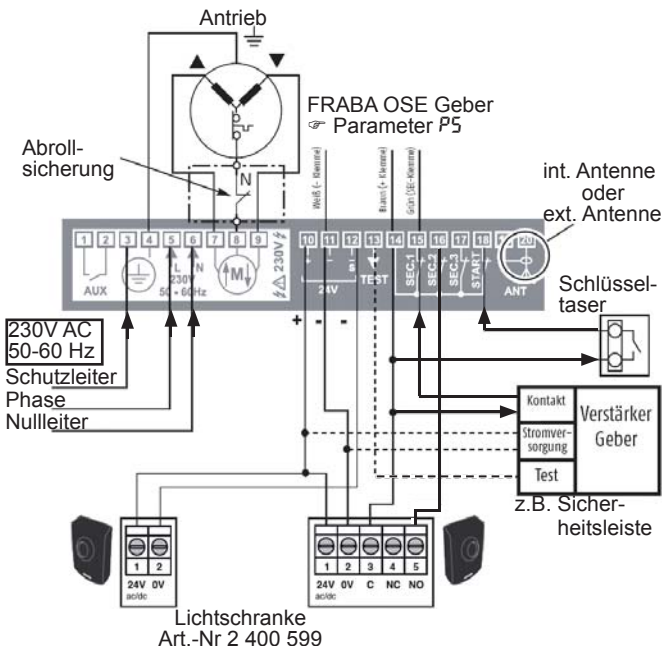 Antrieb
FRABA OSE Geber
☞ Parameter P5
Abroll-
sicherung
N
Weiß (- Klemme)
Braun (+ Klemme)
Grün (SEC-Klemme)
int. Antenne
oder
ext. Antenne
1 2 3 4 5 6 7 8 9
10 11 12 13 14 15 16 17 18 20
AUX
L N
230V
50 - 60Hz
M
230V
+ -
24V
TEST
SEC.1
SEC.2
SEC.3
START
ANT
Schlüssel-
taser
+ - -
230V AC
50-60 Hz
Schutzleiter
Phase
Nullleiter
Kontakt
Stromver-
sorgung
Test
Verstärker
Geber
z.B. Sicher-
heitsleiste
1 2
24V 0V
ac/dc
1 2 3 4 5
24V 0V C NC NO
ac/dc
Lichtschranke
Art.-Nr 2 400 599